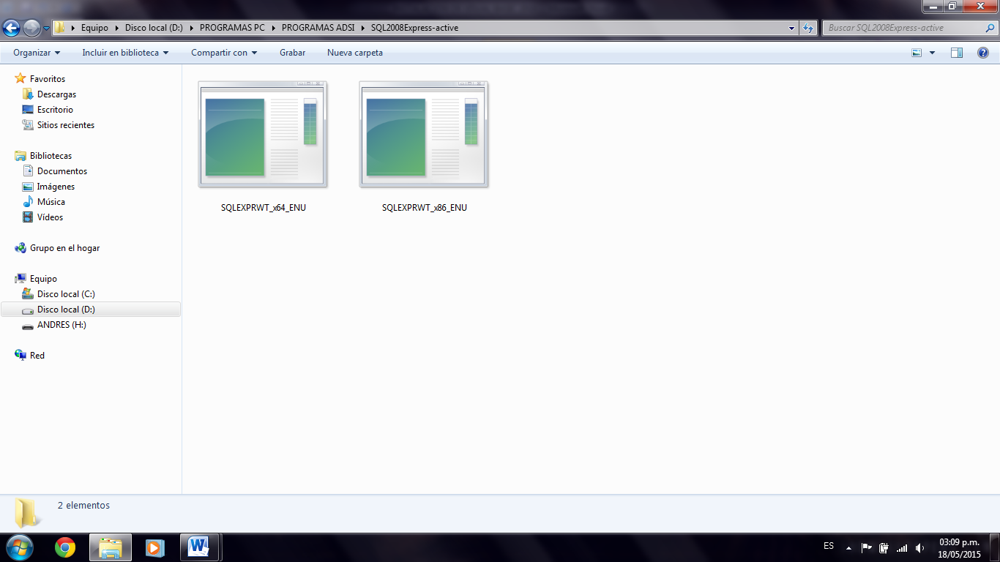 Equipo Disco local (D:) PROGRAMAS PC PROGRAMAS ADSI SQL2008Express-active
Buscar SQL2008Express-active
Organizar Incluir en biblioteca Compartir con Grabar Nueva carpeta
Favoritos
Descargas
Escritorio
Sitios recientes
Bibliotecas
Documentos
Imágenes
Música
Vídeos
Grupo en el hogar
Equipo
Disco local (C:)
Disco local (D:)
ANDRES (H:)
Red
SQLEXPRWT_x64_ENU
SQLEXPRWT_x86_ENU
2 elementos
ES
03:09 p.m.
18/05/2015